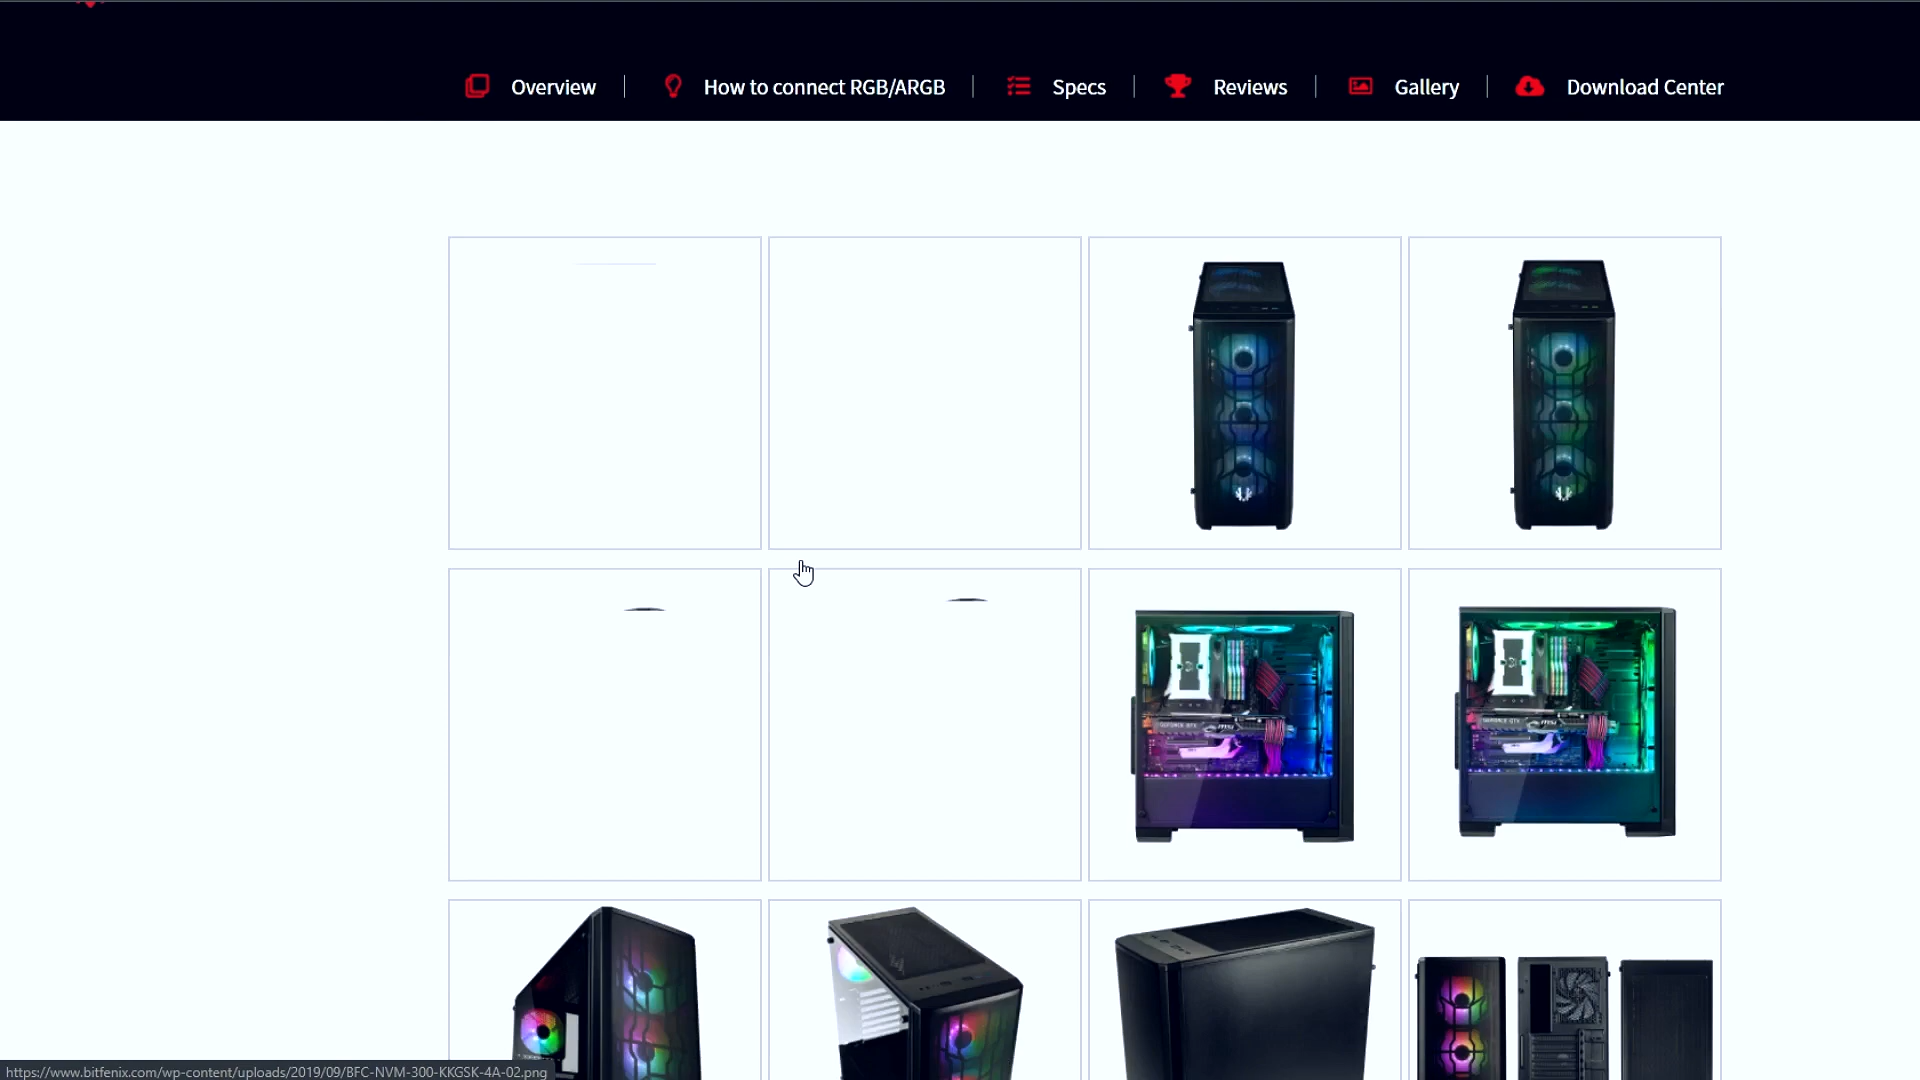 Overview
How to connect RGB/ARGB
Specs
Reviews
Gallery
Download Center
https://www.bitfenix.com/wp-content/uploads/2019/09/BFC-NVM-300-KKGSK-4A-02.png